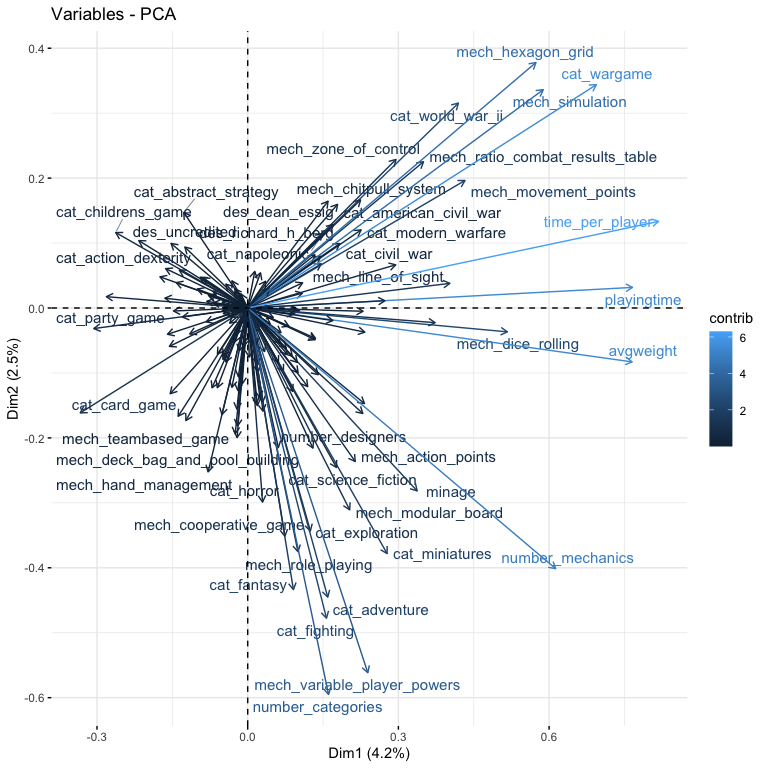 Variables - PCA
mech_hexagon_grid
cat_wargame
mech_simulation
cat_world_war_ii
mech_zone_of_control
mech_ratio_combat_results_table
cat_abstract_strategy
mech_chitpull_system
mech_movement_points
cat_childrens_game
des_dean_essig
cat_american_civil_war
time_per_player
des_uncredited
des_richard_h_berg
cat_modern_warfare
cat_action_dexterity
cat_napoleonic
cat_civil_war
mech_line_of_sight
playingtime
cat_party_game
mech_dice_rolling
avgweight
cat_card_game
mech_teambased_game
number_designers
mech_deck_bag_and_pool_building
mech_action_points
mech_hand_management
cat_horror
cat_science_fiction
minage
mech_modular_board
mech_cooperative_game
cat_exploration
cat_miniatures
number_mechanics
mech_role_playing
cat_fantasy
cat_adventure
cat_fighting
mech_variable_player_powers
number_categories
0.4
0.2
0.0
-0.2
-0.4
-0.6
Dim2 (2.5%)
-0.3
0.0
0.3
0.6
Dim1 (4.2%)
contrib
6
4
2